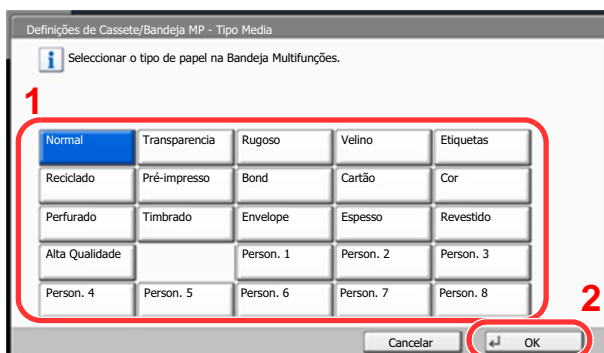 Definições de Cassete/Bandeja MP - Tipo Media
Seleccionar o tipo de papel na Bandeja Multifunções.
1
Normal Transparencia Rugoso Velino Etiquetas
Reciclado Pré-impresso Bond Cartão Cor
Perfurado Timbrado Envelope Espesso Revestido
Alta Qualidade Person. 1 Person. 2 Person. 3
Person. 4 Person. 5 Person. 6 Person. 7 Person. 8
2
Cancelar OK